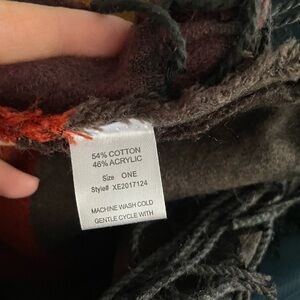 54% COTTON
46% ACRYLIC
Size ONE
Style# XE2017124
MACHINE WASH COLD
GENTLE CYCLE WITH